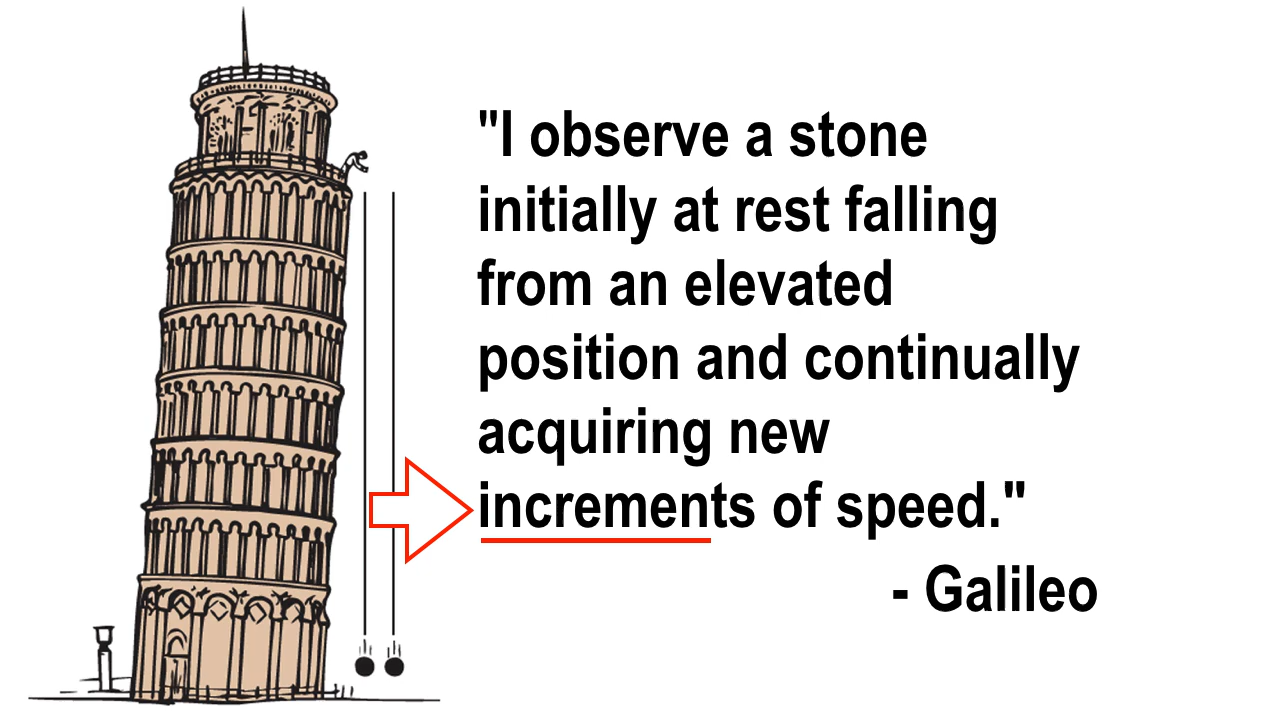 "I observe a stone
initially at rest falling
from an elevated
position and continually
acquiring new
increments of speed."
- Galileo